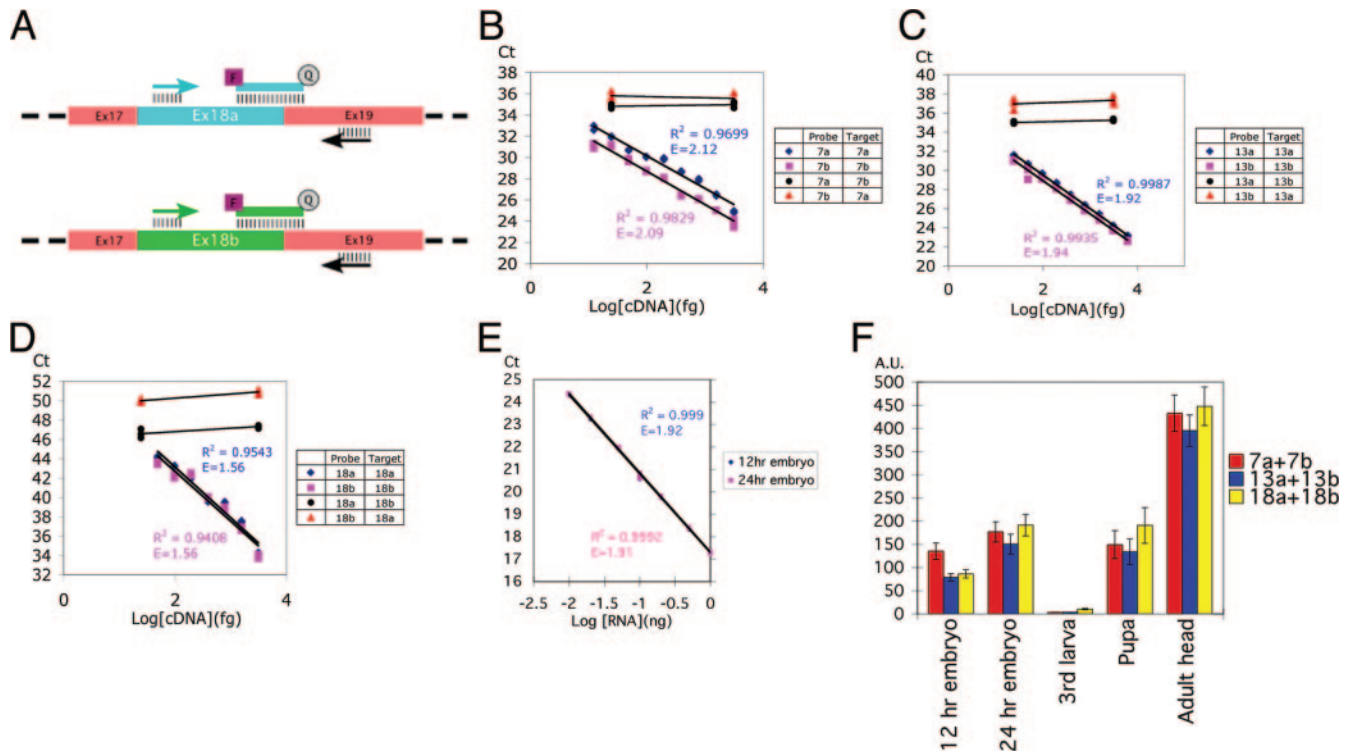 A
F
Q
Ex17
Ex18a
Ex19
F
Q
Ex17
Ex18b
Ex19
B
Ct
38
36
34
32
30
28
26
24
22
20
R² = 0.9699
E=2.12
R² = 0.9829
E=2.09
0
2
4
Log[cDNA](fg)
Probe Target
7a 7a
7b 7b
7a 7b
7b 7a
C
Ct
40
38
36
34
32
30
28
26
24
22
20
R² = 0.9987
E=1.92
R² = 0.9935
E=1.94
0
2
4
Log[cDNA](fg)
Probe Target
13a 13a
13b 13b
13a 13b
13b 13a
D
Ct
52
50
48
46
44
42
40
38
36
34
32
R² = 0.9543
E=1.56
R² = 0.9408
E=1.56
0
2
4
Log[cDNA](fg)
Probe Target
18a 18a
18b 18b
18a 18b
18b 18a
E
Ct
25
24
23
22
21
20
19
18
17
16
R² = 0.999
E=1.92
R² = 0.9992
E=1.91
-2.5 -2 -1.5 -1 -0.5 0
Log [RNA](ng)
12hr embryo
24hr embryo
F
A.U.
500
450
400
350
300
250
200
150
100
50
0
12 hr embryo
24 hr embryo
3rd larva
Pupa
Adult head
7a+7b
13a+13b
18a+18b